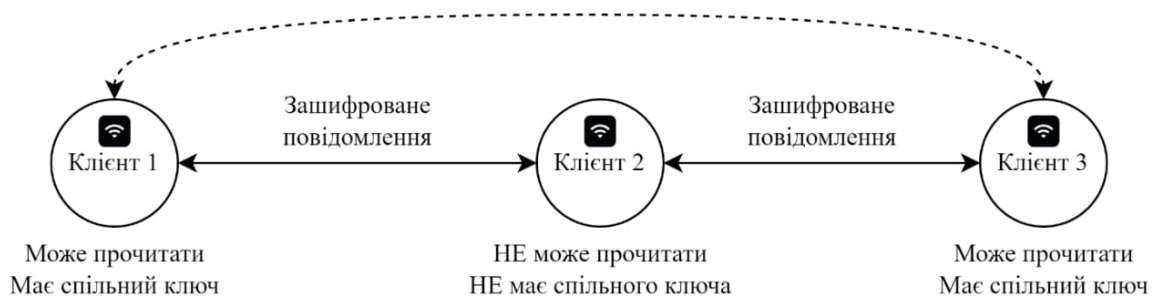 Зашифроване
повідомлення
Зашифроване
повідомлення
Клієнт 1
Клієнт 2
Клієнт 3
Може прочитати
Має спільний ключ
НЕ може прочитати
НЕ має спільного ключа
Може прочитати
Має спільний ключ